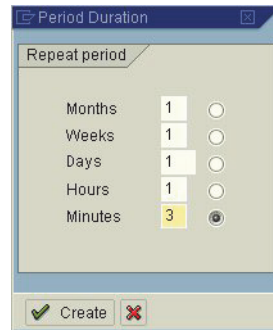 Period Duration
Repeat period
Months 1
Weeks 1
Days 1
Hours 1
Minutes 3
Create